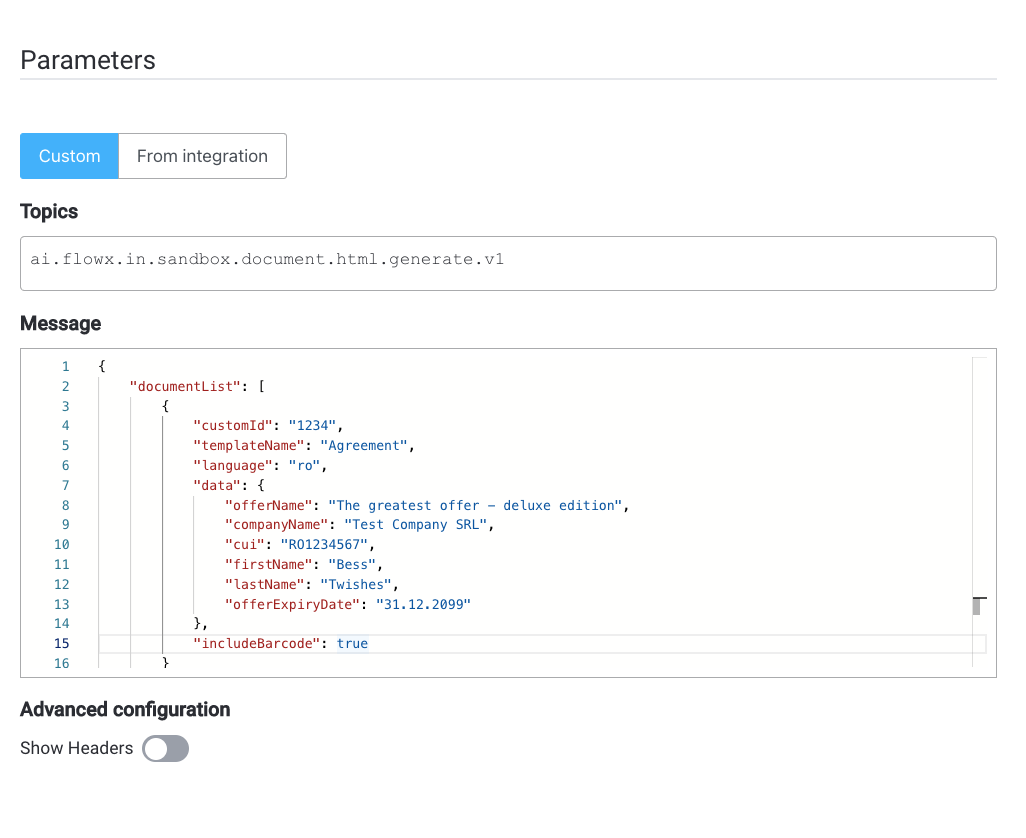 Parameters
Custom From integration
Topics
ai.flowx.in.sandbox.document.html.generate.v1
Message
1 {
2 "documentList": [
3 {
4 "customId": "1234",
5 "templateName": "Agreement",
6 "language": "ro",
7 "data": {
8 "offerName": "The greatest offer – deluxe edition",
9 "companyName": "Test Company SRL",
10 "cui": "RO1234567",
11 "firstName": "Bess",
12 "lastName": "Twishes",
13 "offerExpiryDate": "31.12.2099"
14 },
15 "includeBarcode": true
16 }
Advanced configuration
Show Headers